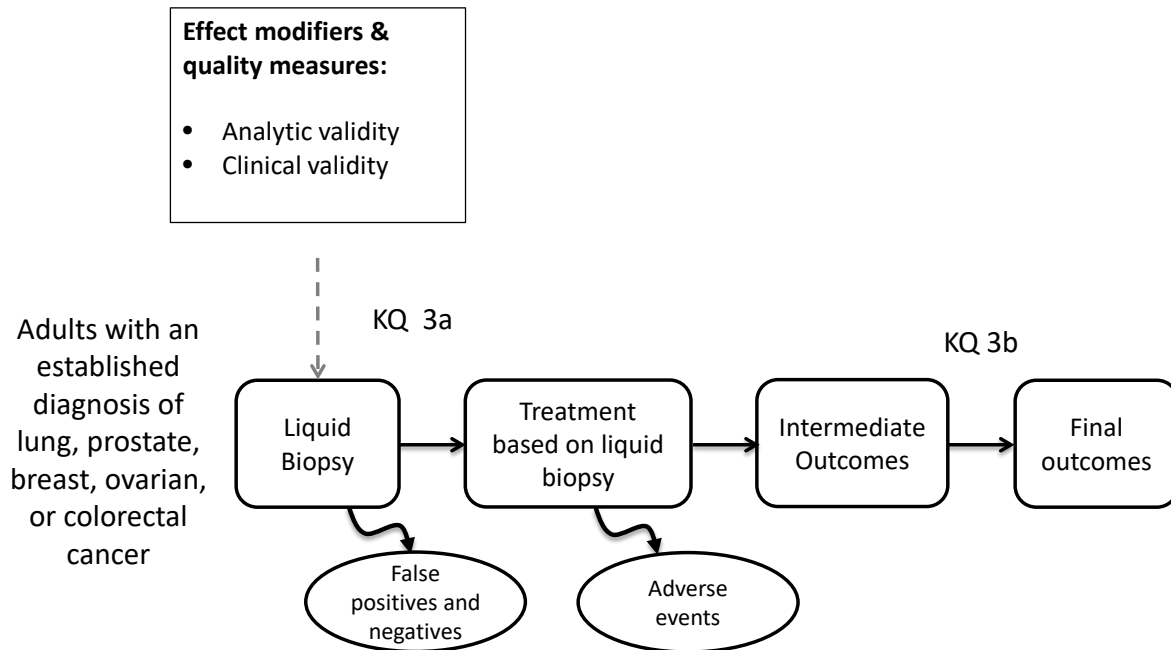 Effect modifiers &
quality measures:
• Analytic validity
• Clinical validity
KQ 3a
KQ 3b
Adults with an
established
diagnosis of
lung, prostate,
breast, ovarian,
or colorectal
cancer
Liquid
Biopsy
Treatment
based on liquid
biopsy
Intermediate
Outcomes
Final
outcomes
False
positives and
negatives
Adverse
events